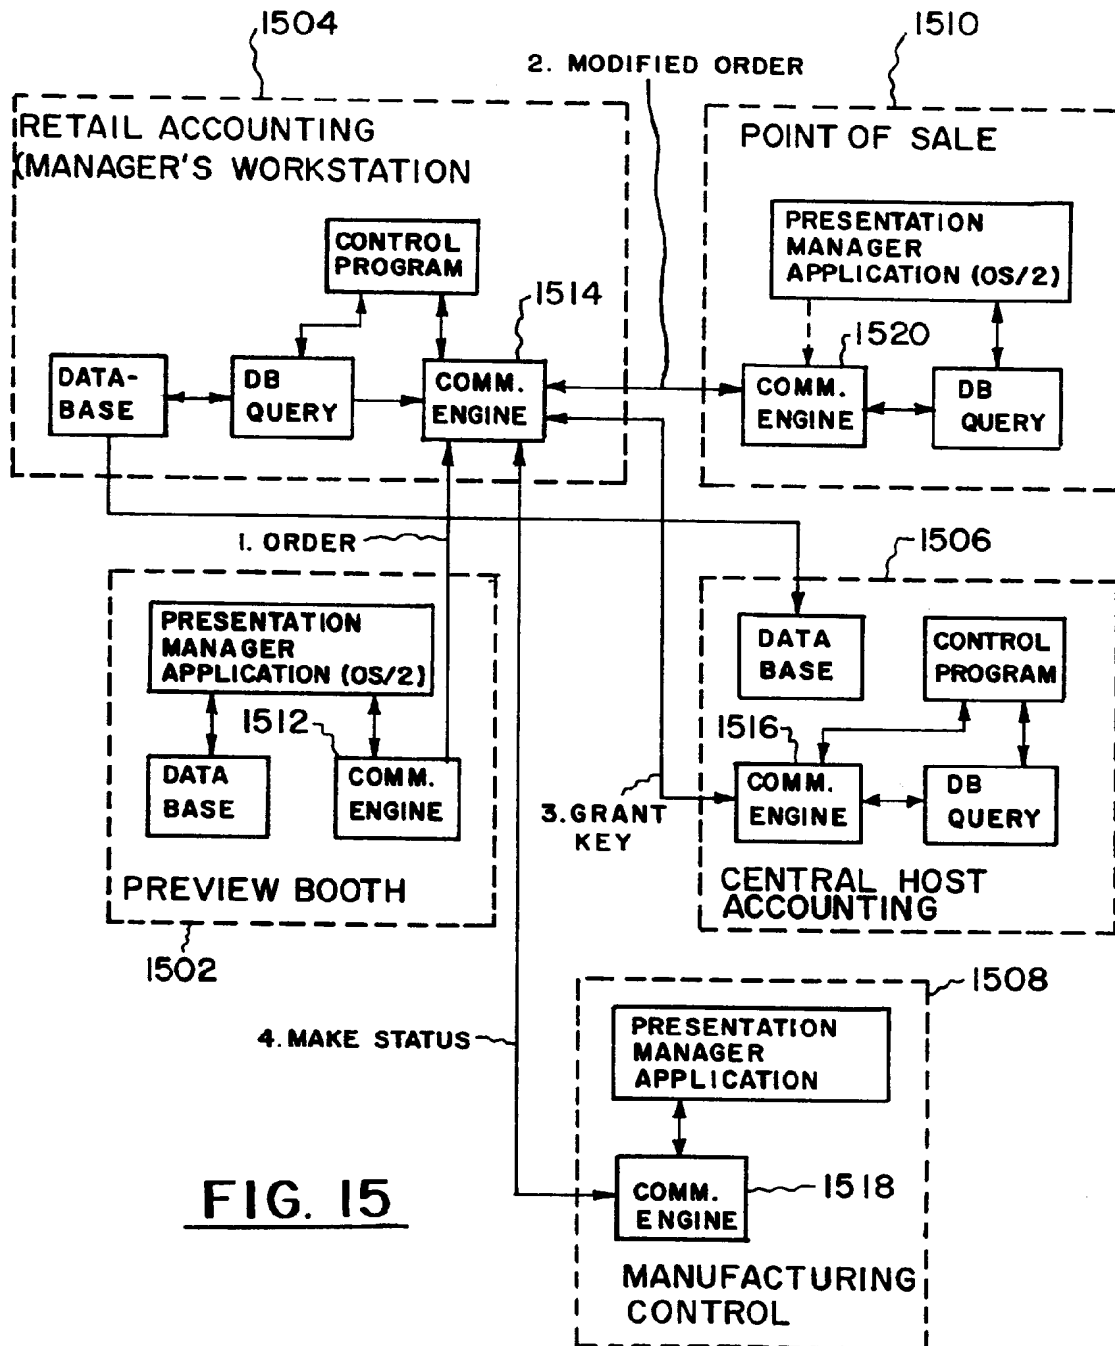 1504
1510
2. MODIFIED ORDER
RETAIL ACCOUNTING
(MANAGER'S WORKSTATION
POINT OF SALE
CONTROL
PROGRAM
PRESENTATION
MANAGER
APPLICATION (OS/2)
1514
1520
DATA-
BASE
DB
QUERY
COMM.
ENGINE
COMM.
ENGINE
DB
QUERY
1. ORDER
1506
PRESENTATION
MANAGER
APPLICATION (OS/2)
DATA
BASE
CONTROL
PROGRAM
1512
1516
DATA
BASE
COMM.
ENGINE
COMM.
ENGINE
DB
QUERY
3. GRANT
KEY
PREVIEW BOOTH
CENTRAL HOST
ACCOUNTING
1502
1508
4. MAKE STATUS
PRESENTATION
MANAGER
APPLICATION
FIG. 15
COMM.
ENGINE
1518
MANUFACTURING
CONTROL